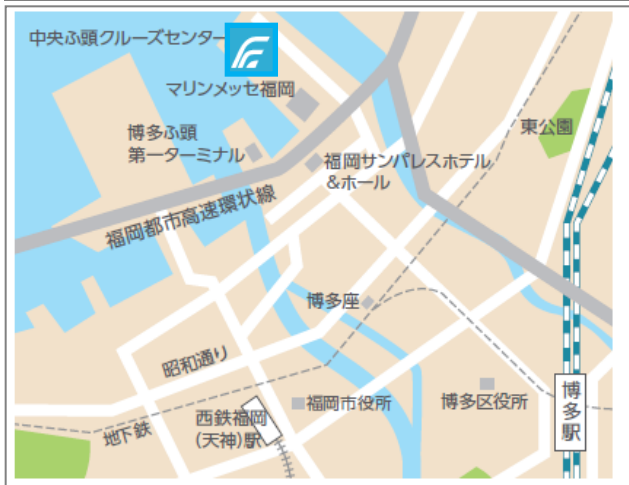 中央ふ頭クルーズセンター
マリンメッセ福岡
博多ふ頭
第一ターミナル
東公園
福岡サンパレスホテル
&ホール
福岡都市高速環状線
博多座
昭和通り
博多駅
博多区役所
福岡市役所
西鉄福岡
(天神)駅
地下鉄